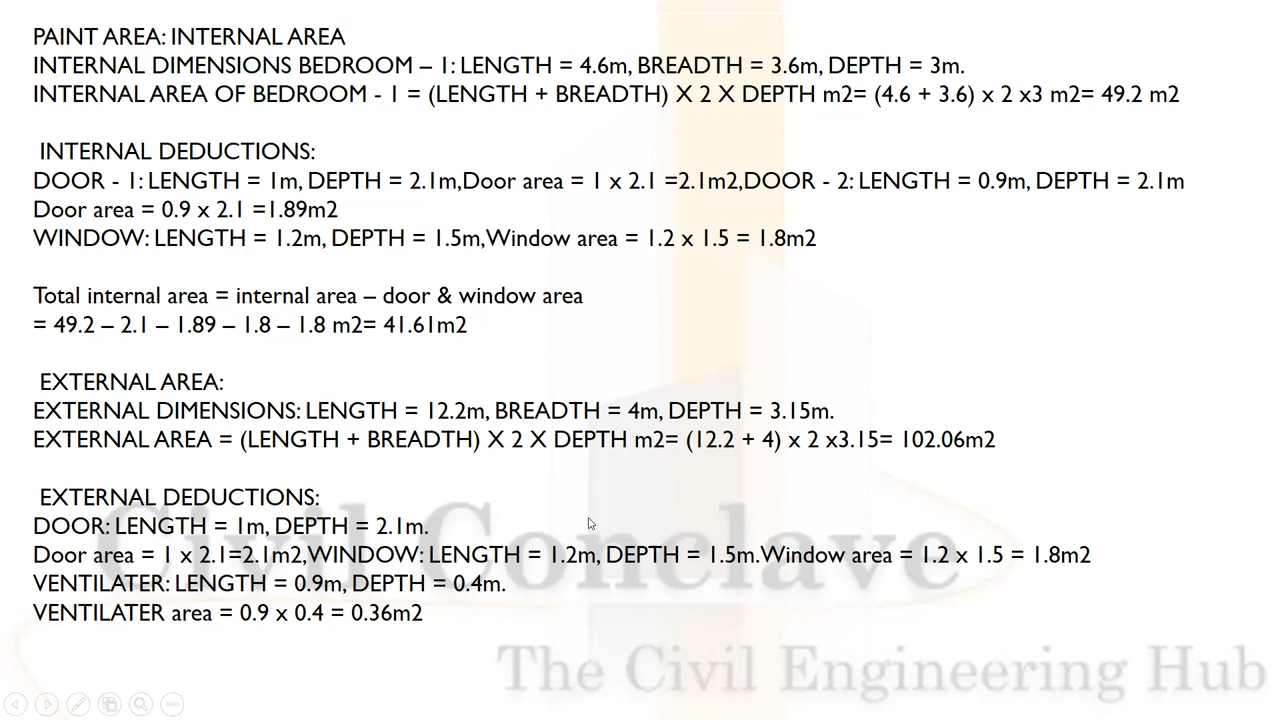 PAINT AREA: INTERNAL AREA
INTERNAL DIMENSIONS BEDROOM – 1: LENGTH = 4.6m, BREADTH = 3.6m, DEPTH = 3m.
INTERNAL AREA OF BEDROOM - 1 = (LENGTH + BREADTH) X 2 X DEPTH m2= (4.6 + 3.6) x 2 x3 m2= 49.2 m2
INTERNAL DEDUCTIONS:
DOOR - 1: LENGTH = 1m, DEPTH = 2.1m,Door area = 1 x 2.1 =2.1m2,DOOR - 2: LENGTH = 0.9m, DEPTH = 2.1m
Door area = 0.9 x 2.1 =1.89m2
WINDOW: LENGTH = 1.2m, DEPTH = 1.5m,Window area = 1.2 x 1.5 = 1.8m2
Total internal area = internal area – door & window area
= 49.2 – 2.1 – 1.89 – 1.8 – 1.8 m2= 41.61m2
EXTERNAL AREA:
EXTERNAL DIMENSIONS: LENGTH = 12.2m, BREADTH = 4m, DEPTH = 3.15m.
EXTERNAL AREA = (LENGTH + BREADTH) X 2 X DEPTH m2= (12.2 + 4) x 2 x3.15= 102.06m2
EXTERNAL DEDUCTIONS:
DOOR: LENGTH = 1m, DEPTH = 2.1m.
Door area = 1 x 2.1=2.1m2,WINDOW: LENGTH = 1.2m, DEPTH = 1.5m.Window area = 1.2 x 1.5 = 1.8m2
VENTILATER: LENGTH = 0.9m, DEPTH = 0.4m.
VENTILATER area = 0.9 x 0.4 = 0.36m2
Civil Conclave
The Civil Engineering Hub